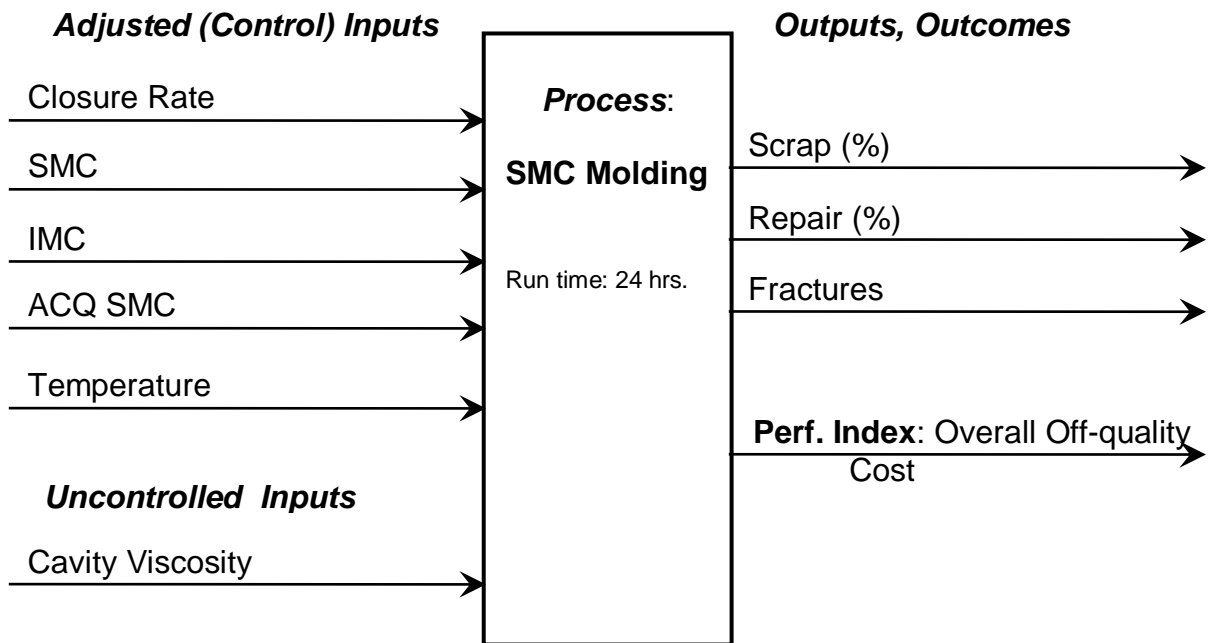 Adjusted (Control) Inputs
Closure Rate
SMC
IMC
ACQ SMC
Temperature
Uncontrolled Inputs
Cavity Viscosity
Process:
SMC Molding
Run time: 24 hrs.
Outputs, Outcomes
Scrap (%)
Repair (%)
Fractures
Perf. Index: Overall Off-quality
Cost